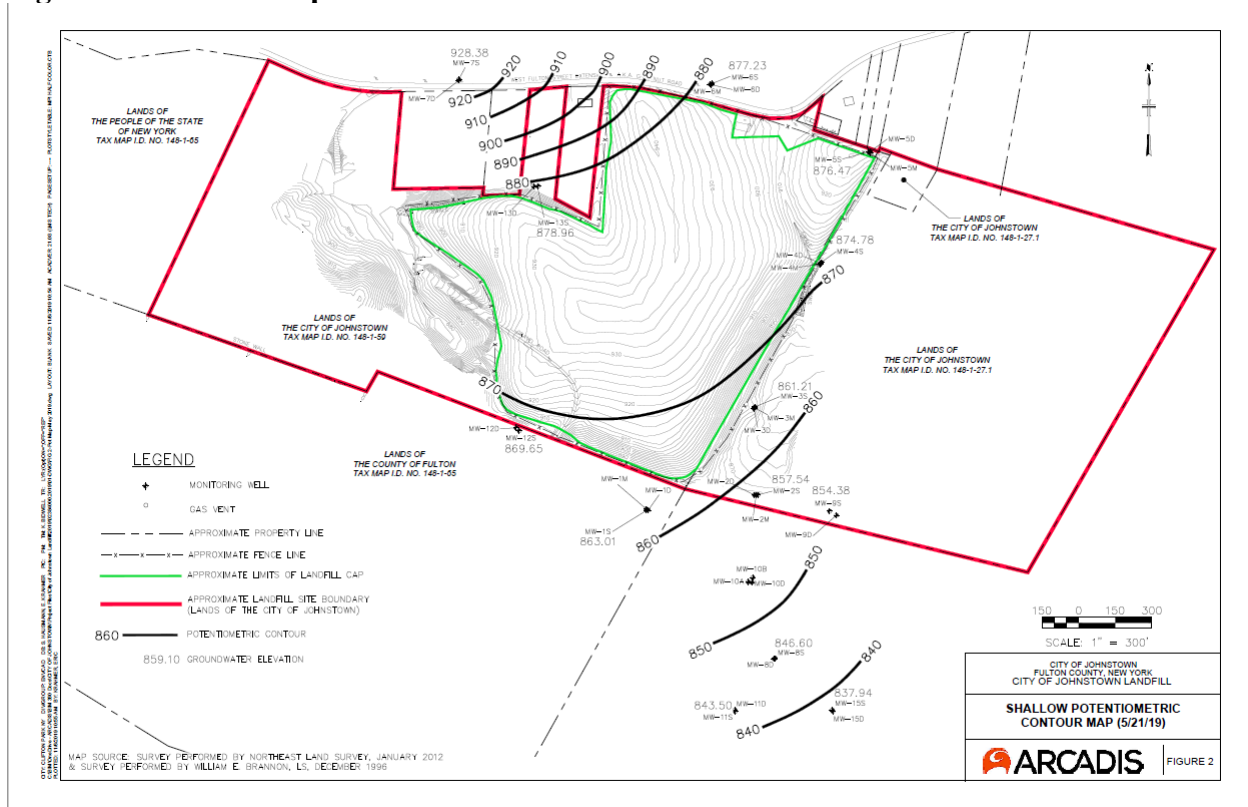 928.38
MW-7S
MW-7D
920
910
900
890
880
877.23
MW-6S
MW-6M
MW-6D
920
910
900
890
880
LANDS OF
THE PEOPLE OF THE STATE
OF NEW YORK
TAX MAP I.D. NO. 148-1-65
MW-5D
MW-5S
MW-5M
876.47
MW-13D
MW-13S
878.96
LANDS OF
THE CITY OF JOHNSTOWN
TAX MAP I.D. NO. 148-1-27.1
874.78
MW-4D
MW-4S
MW-4M
870
LANDS OF
THE CITY OF JOHNSTOWN
TAX MAP I.D. NO. 148-1-59
STONE WALL
LANDS OF
THE CITY OF JOHNSTOWN
TAX MAP I.D. NO. 148-1-27.1
870
861.21
MW-3S
MW-3M
MW-3D
860
MW-12D
MW-12S
869.65
LANDS OF
THE COUNTY OF FULTON
TAX MAP I.D. NO. 148-1-65
MW-1M
MW-1D
MW-1S
863.01
860
MW-2D
857.54
MW-2S
MW-2M
854.38
MW-9S
MW-9D
MW-10B
MW-10A
MW-10D
850
850
846.60
MW-8S
MW-8D
840
843.50
MW-11D
MW-11S
837.94
MW-15S
MW-15D
840
LEGEND
MONITORING WELL
GAS VENT
APPROXIMATE PROPERTY LINE
APPROXIMATE FENCE LINE
APPROXIMATE LIMITS OF LANDFILL CAP
APPROXIMATE LANDFILL SITE BOUNDARY
(LANDS OF THE CITY OF JOHNSTOWN)
860 POTENTIOMETRIC CONTOUR
859.10 GROUNDWATER ELEVATION
150 0 150 300
SCALE: 1" = 300'
CITY OF JOHNSTOWN
FULTON COUNTY, NEW YORK
CITY OF JOHNSTOWN LANDFILL
SHALLOW POTENTIOMETRIC
CONTOUR MAP (5/21/19)
ARCADIS
FIGURE 2
MAP SOURCE: SURVEY PERFORMED BY NORTHEAST LAND SURVEY, JANUARY 2012
& SURVEY PERFORMED BY WILLIAM E. BRANNON, LS, DECEMBER 1996